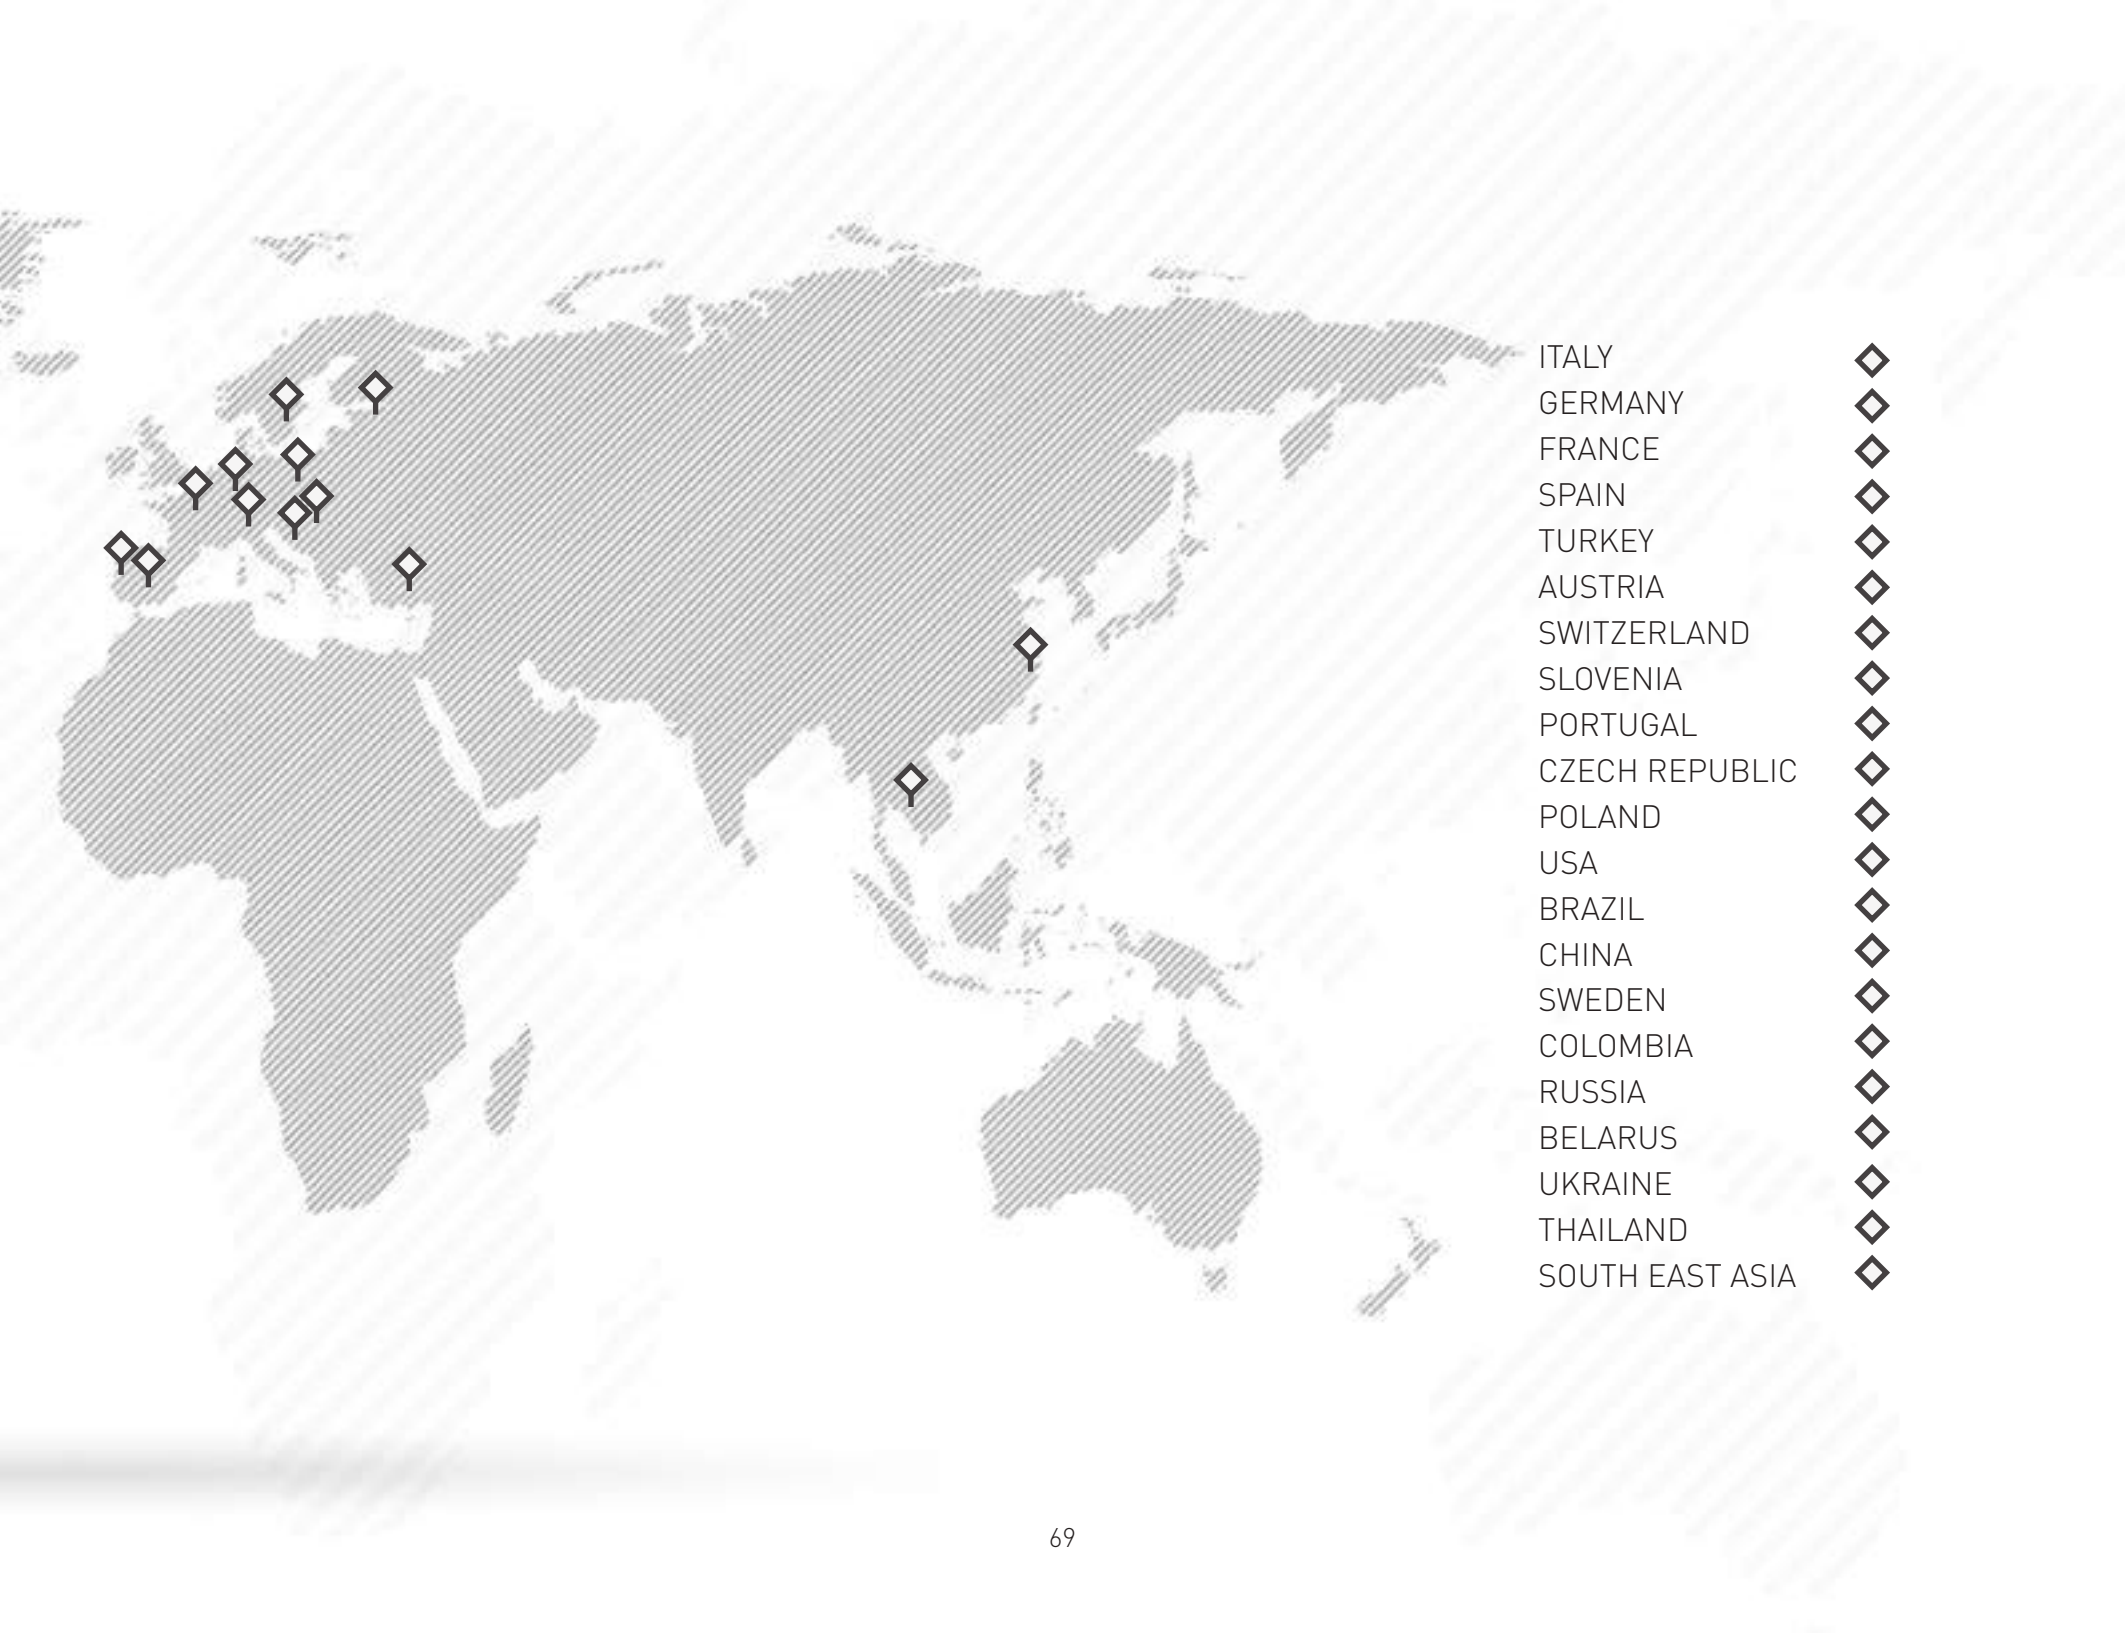 ITALY
GERMANY
FRANCE
SPAIN
TURKEY
AUSTRIA
SWITZERLAND
SLOVENIA
PORTUGAL
CZECH REPUBLIC
POLAND
USA
BRAZIL
CHINA
SWEDEN
COLOMBIA
RUSSIA
BELARUS
UKRAINE
THAILAND
SOUTH EAST ASIA
69